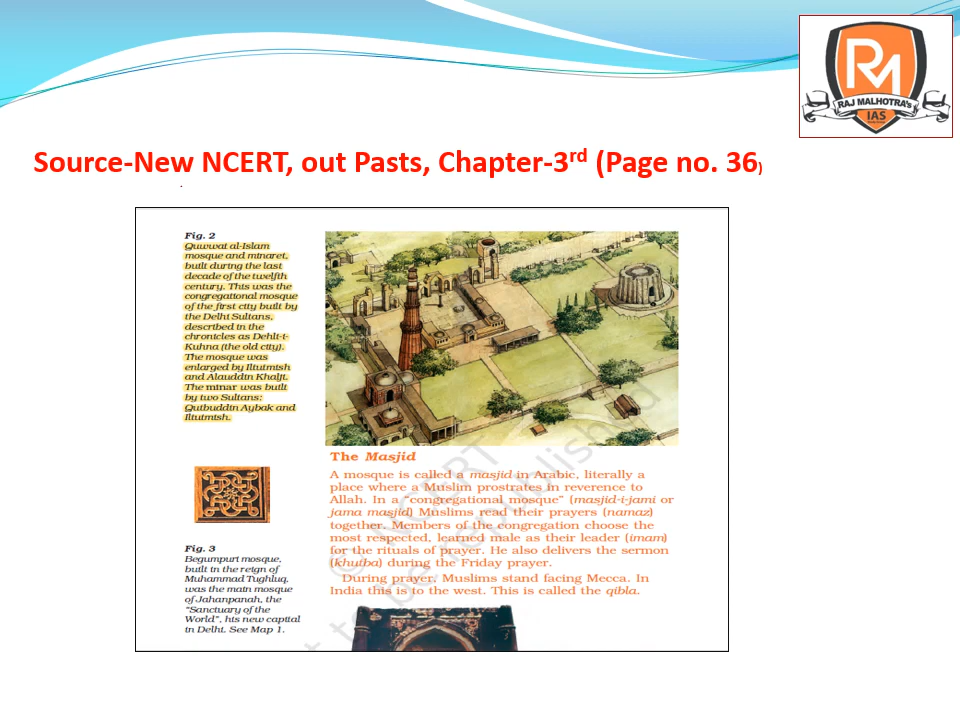 RM
RAJ MALHOTRA's
IAS
Source-New NCERT, out Pasts, Chapter-3rd (Page no. 36)
Fig. 2
Quwwat al-Islam
mosque and minaret,
built during the last
decade of the twelfth
century. This was the
congregational mosque
of the first city built by
the Delhi Sultans,
described in the
chronicles as Dehli-i-
Kuhna (the old city).
The mosque was
enlarged by Iltutmish
and Alauddin Khalji.
The minar was built
by two Sultans:
Qutbuddin Aybak and
Iltutmish.
The Masjid
A mosque is called a masjid in Arabic, literally a
place where a Muslim prostrates in reverence to
Allah. In a “congregational mosque” (masjid-i-jami or
jama masjid) Muslims read their prayers (namaz)
together. Members of the congregation choose the
most respected, learned male as their leader (imam)
for the rituals of prayer. He also delivers the sermon
(khutba) during the Friday prayer.
During prayer, Muslims stand facing Mecca. In
India this is to the west. This is called the qibla.
Fig. 3
Begumpuri mosque,
built in the reign of
Muhammad Tughluq,
was the main mosque
of Jahanpanah, the
“Sanctuary of the
World”, his new capital
in Delhi. See Map 1.
© NCERT
t to be republished